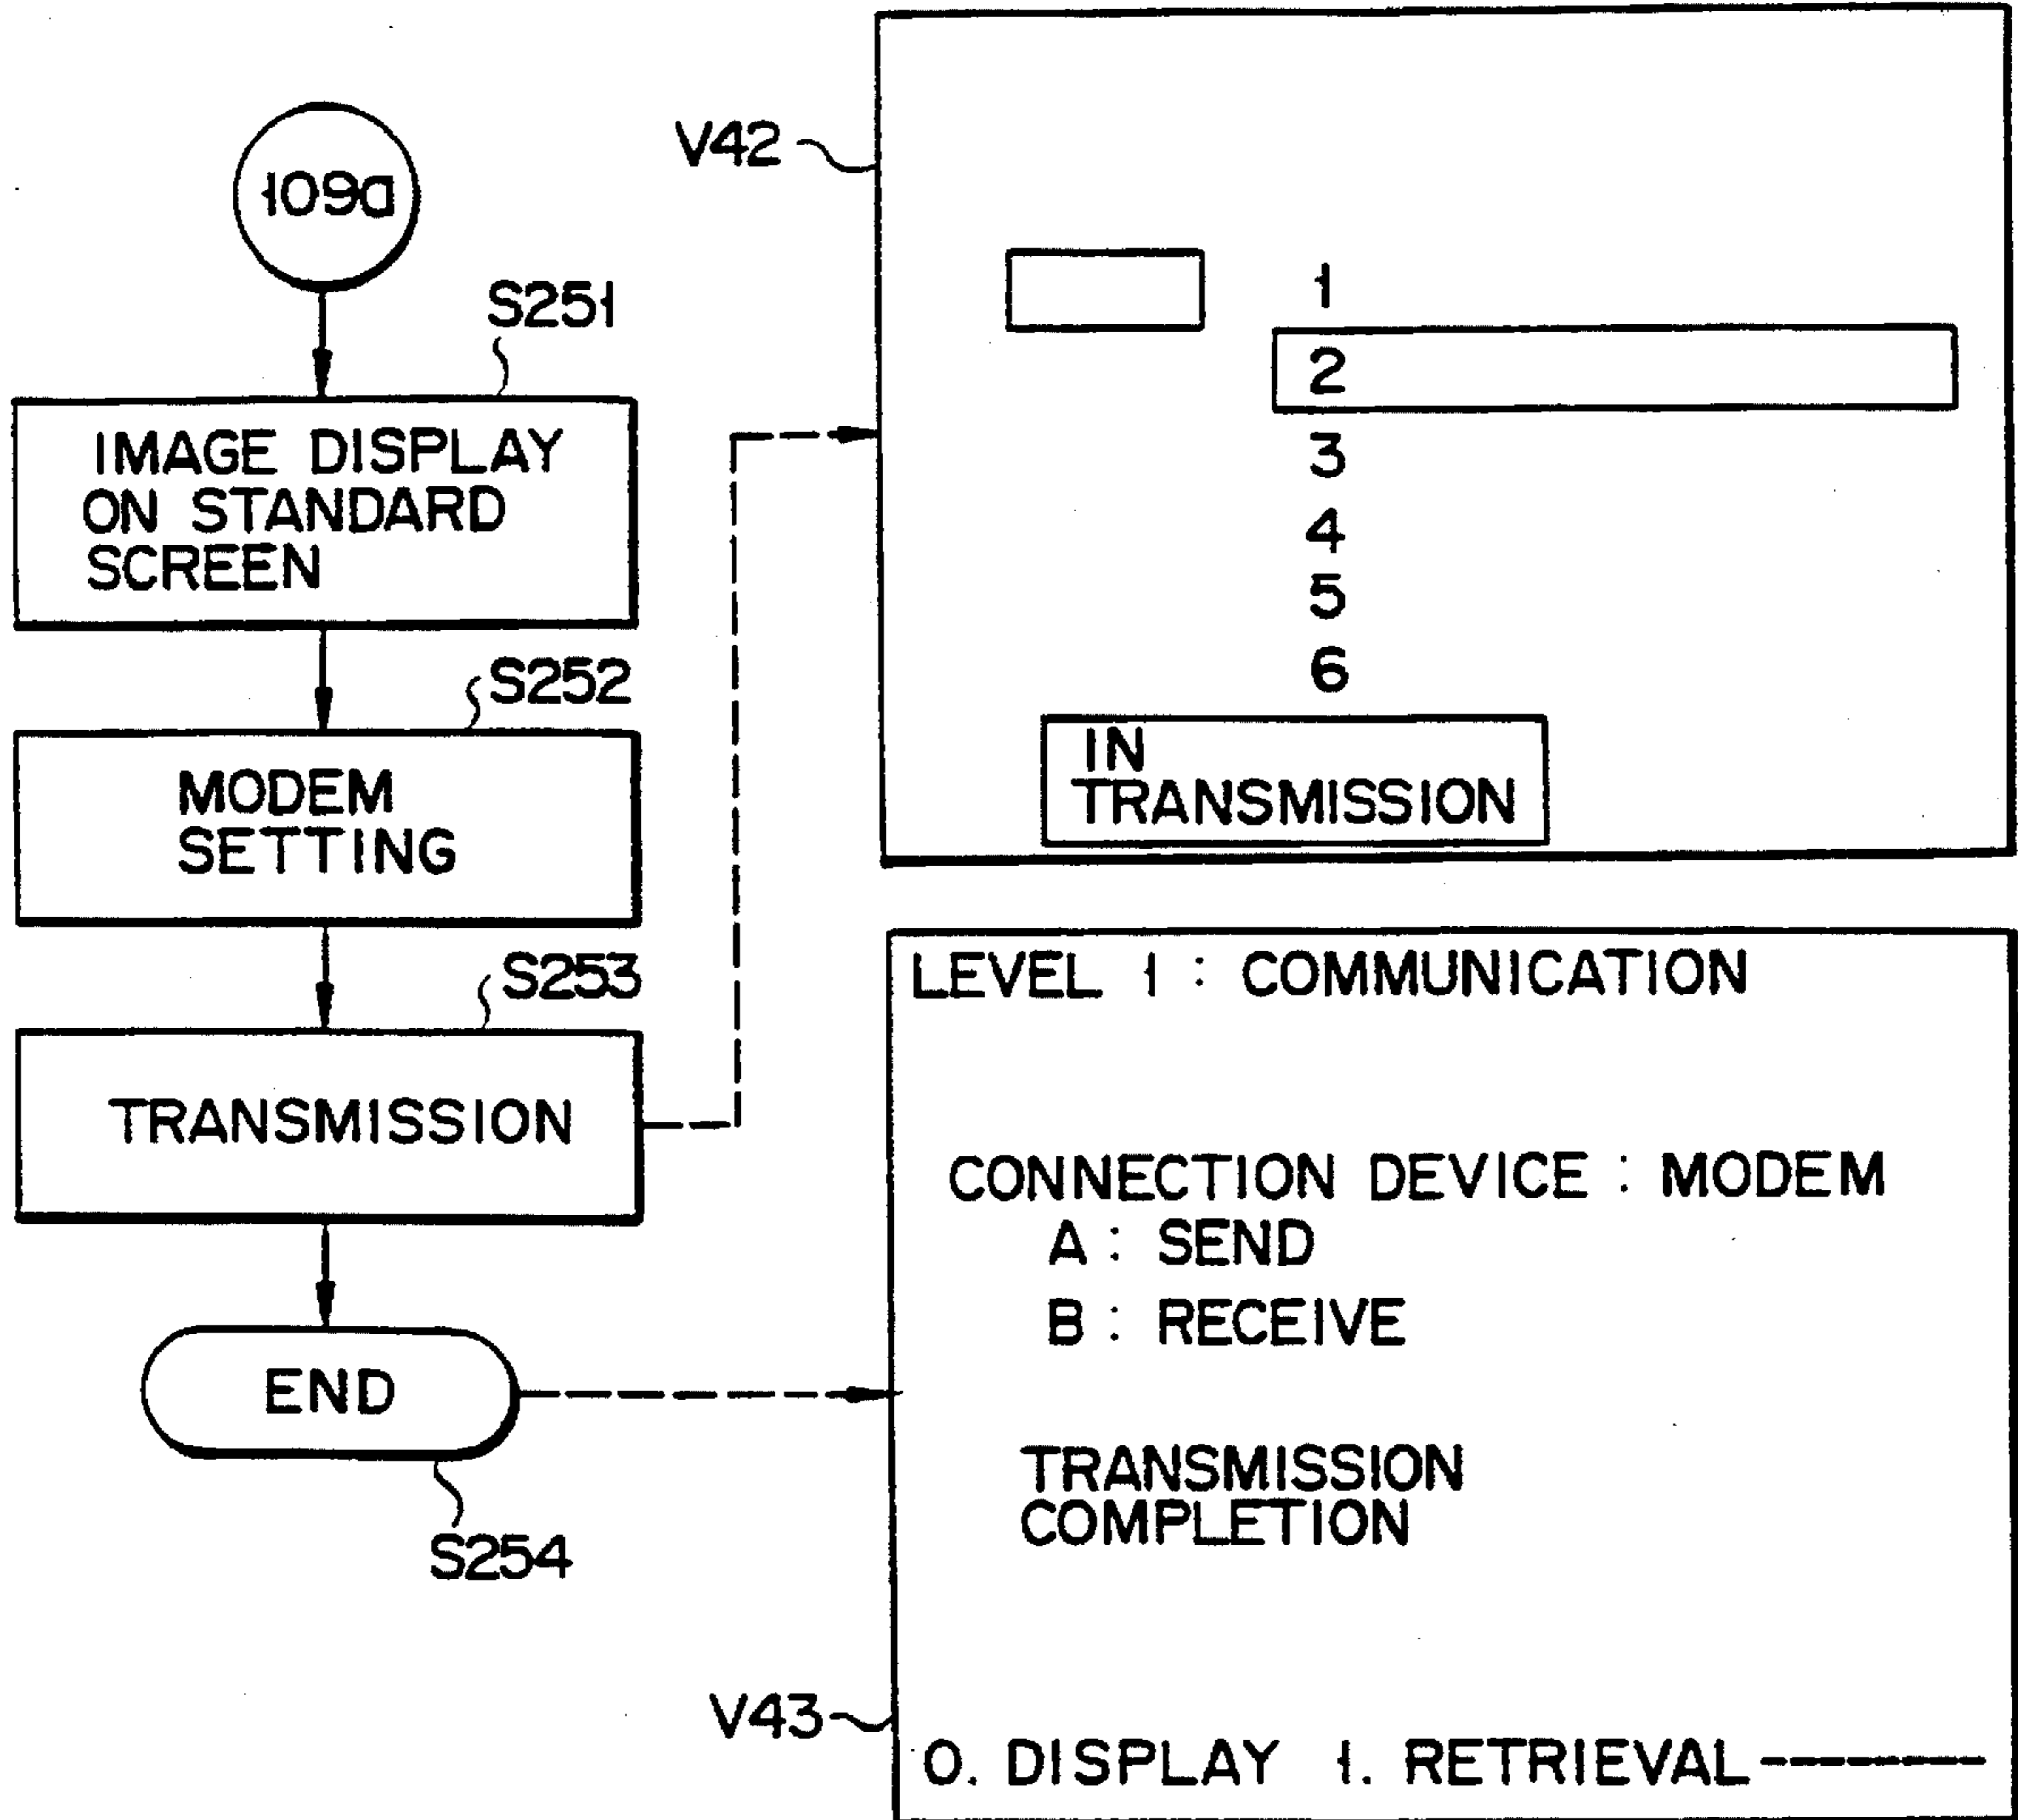 109a
S251
IMAGE DISPLAY
ON STANDARD
SCREEN
S252
MODEM
SETTING
S253
TRANSMISSION
END
S254
V42
1
2
3
4
5
6
IN
TRANSMISSION
LEVEL 1 : COMMUNICATION
CONNECTION DEVICE : MODEM
A : SEND
B : RECEIVE
TRANSMISSION
COMPLETION
V43
0. DISPLAY 1. RETRIEVAL ------